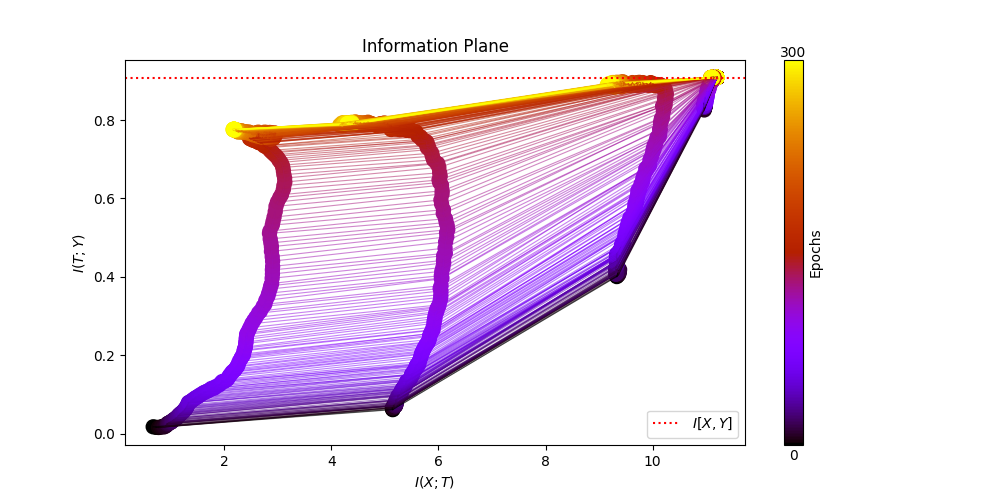 Information Plane
300
0.8
0.6
0.4
0.2
0.0
I(T; Y)
Epochs
I[X, Y]
0
2 4 6 8 10
I(X; T)